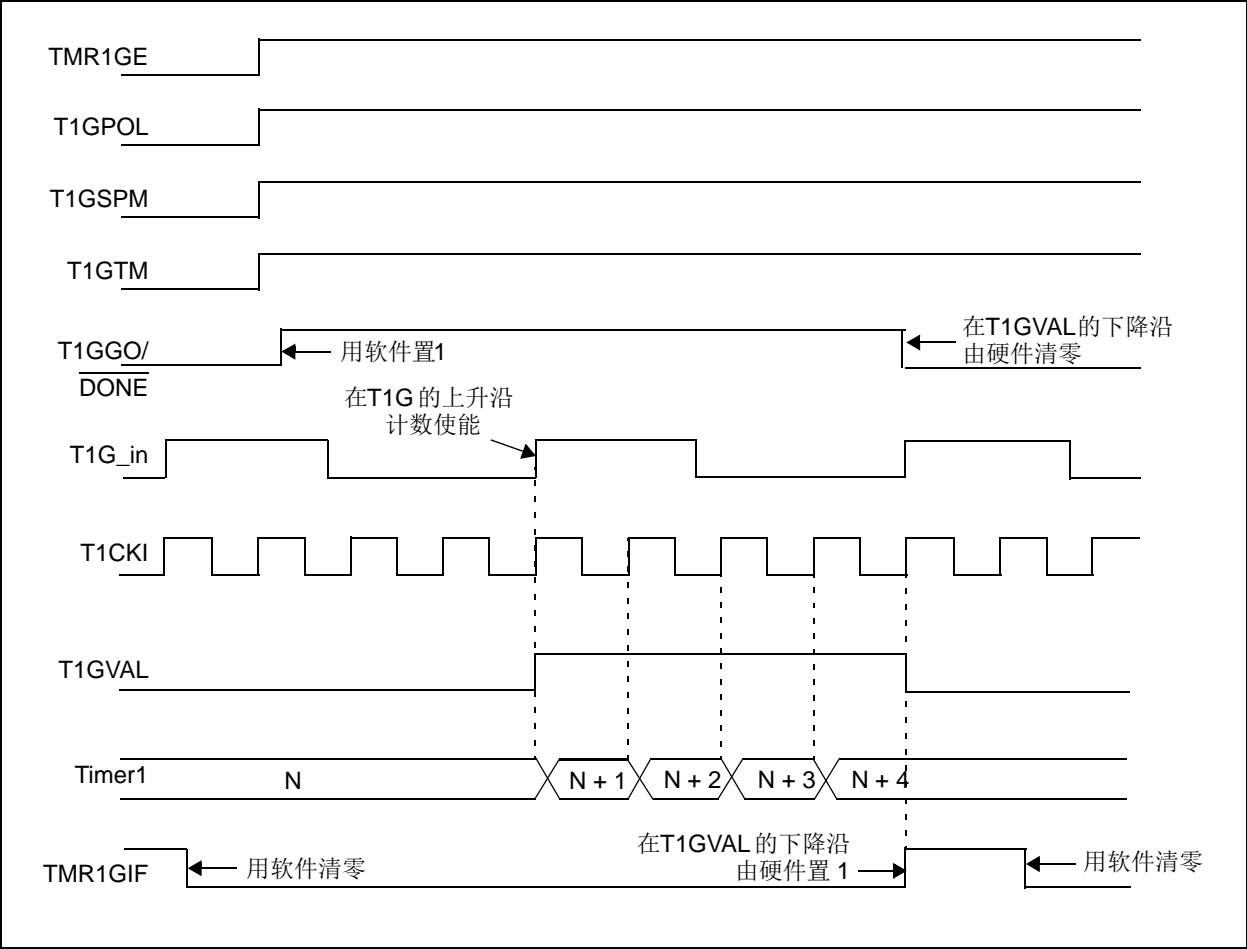 TMR1GE
T1GPOL
T1GSPM
T1GTM
T1GGO/
DONE
用软件置1
在T1GVAL的下降沿
由硬件清零
在T1G 的上升沿
计数使能
T1G_in
T1CKI
T1GVAL
Timer1
N
N + 1
N + 2
N + 3
N + 4
TMR1GIF
用软件清零
在T1GVAL 的下降沿
由硬件置 1
用软件清零